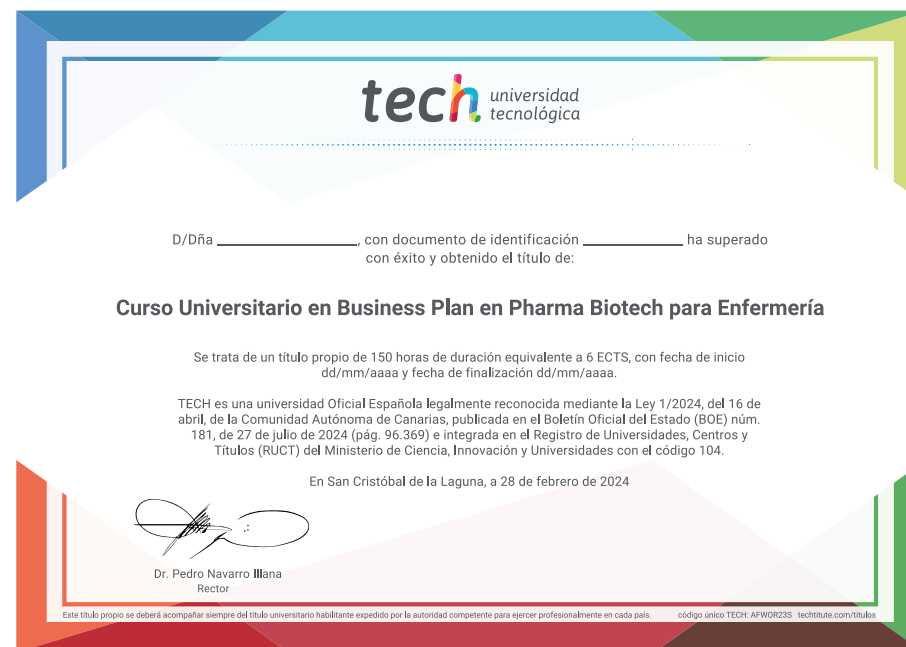 tech universidad
tecnológica
D/Dña ____________________, con documento de identificación ______________ ha superado
con éxito y obtenido el título de:
Curso Universitario en Business Plan en Pharma Biotech para Enfermería
Se trata de un título propio de 150 horas de duración equivalente a 6 ECTS, con fecha de inicio
dd/mm/aaaa y fecha de finalización dd/mm/aaaa.
TECH es una universidad Oficial Española legalmente reconocida mediante la Ley 1/2024, del 16 de
abril, de la Comunidad Autónoma de Canarias, publicada en el Boletín Oficial del Estado (BOE) núm.
181, de 27 de julio de 2024 (pág. 96.369) e integrada en el Registro de Universidades, Centros y
Títulos (RUCT) del Ministerio de Ciencia, Innovación y Universidades con el código 104.
En San Cristóbal de la Laguna, a 28 de febrero de 2024
Dr. Pedro Navarro Illana
Rector
Este título propio se deberá acompañar siempre del título universitario habilitante expedido por la autoridad competente para ejercer profesionalmente en cada país. código único TECH: AFWOR23S techtitute.com/titulos